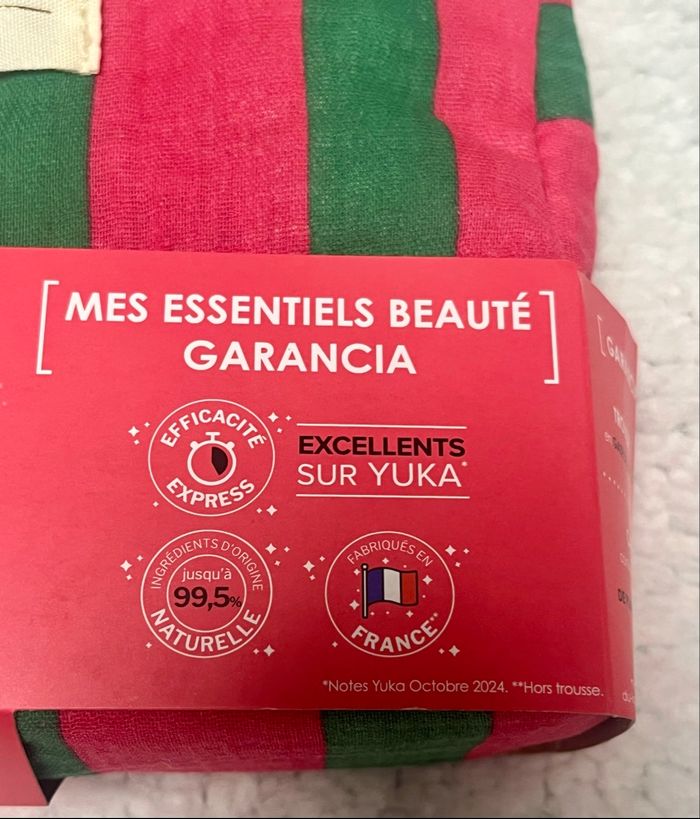 MES ESSENTIELS BEAUTÉ
GARANCIA
EFFICACITÉ
EXPRESS
EXCELLENTS
SUR YUKA*
INGRÉDIENTS D'ORIGINE
jusqu'à
99,5%
NATURELLE
FABRIQUÉS EN
FRANCE**
*Notes Yuka Octobre 2024. **Hors trousse.